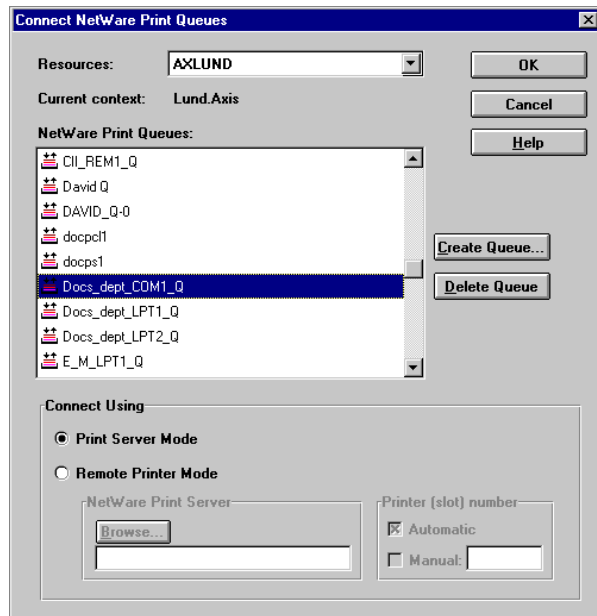 Connect NetWare Print Queues
Resources: AXLUND OK
Current context: Lund.Axis Cancel
NetWare Print Queues: Help
CII_REM1_Q
David Q
DAVID_Q-0
docpcl1
docps1
Docs_dept_COM1_Q
Docs_dept_LPT1_Q
Docs_dept_LPT2_Q
E_M_LPT1_Q
Create Queue...
Delete Queue
Connect Using
Print Server Mode
Remote Printer Mode
NetWare Print Server
Browse...
Printer (slot) number
Automatic
Manual: